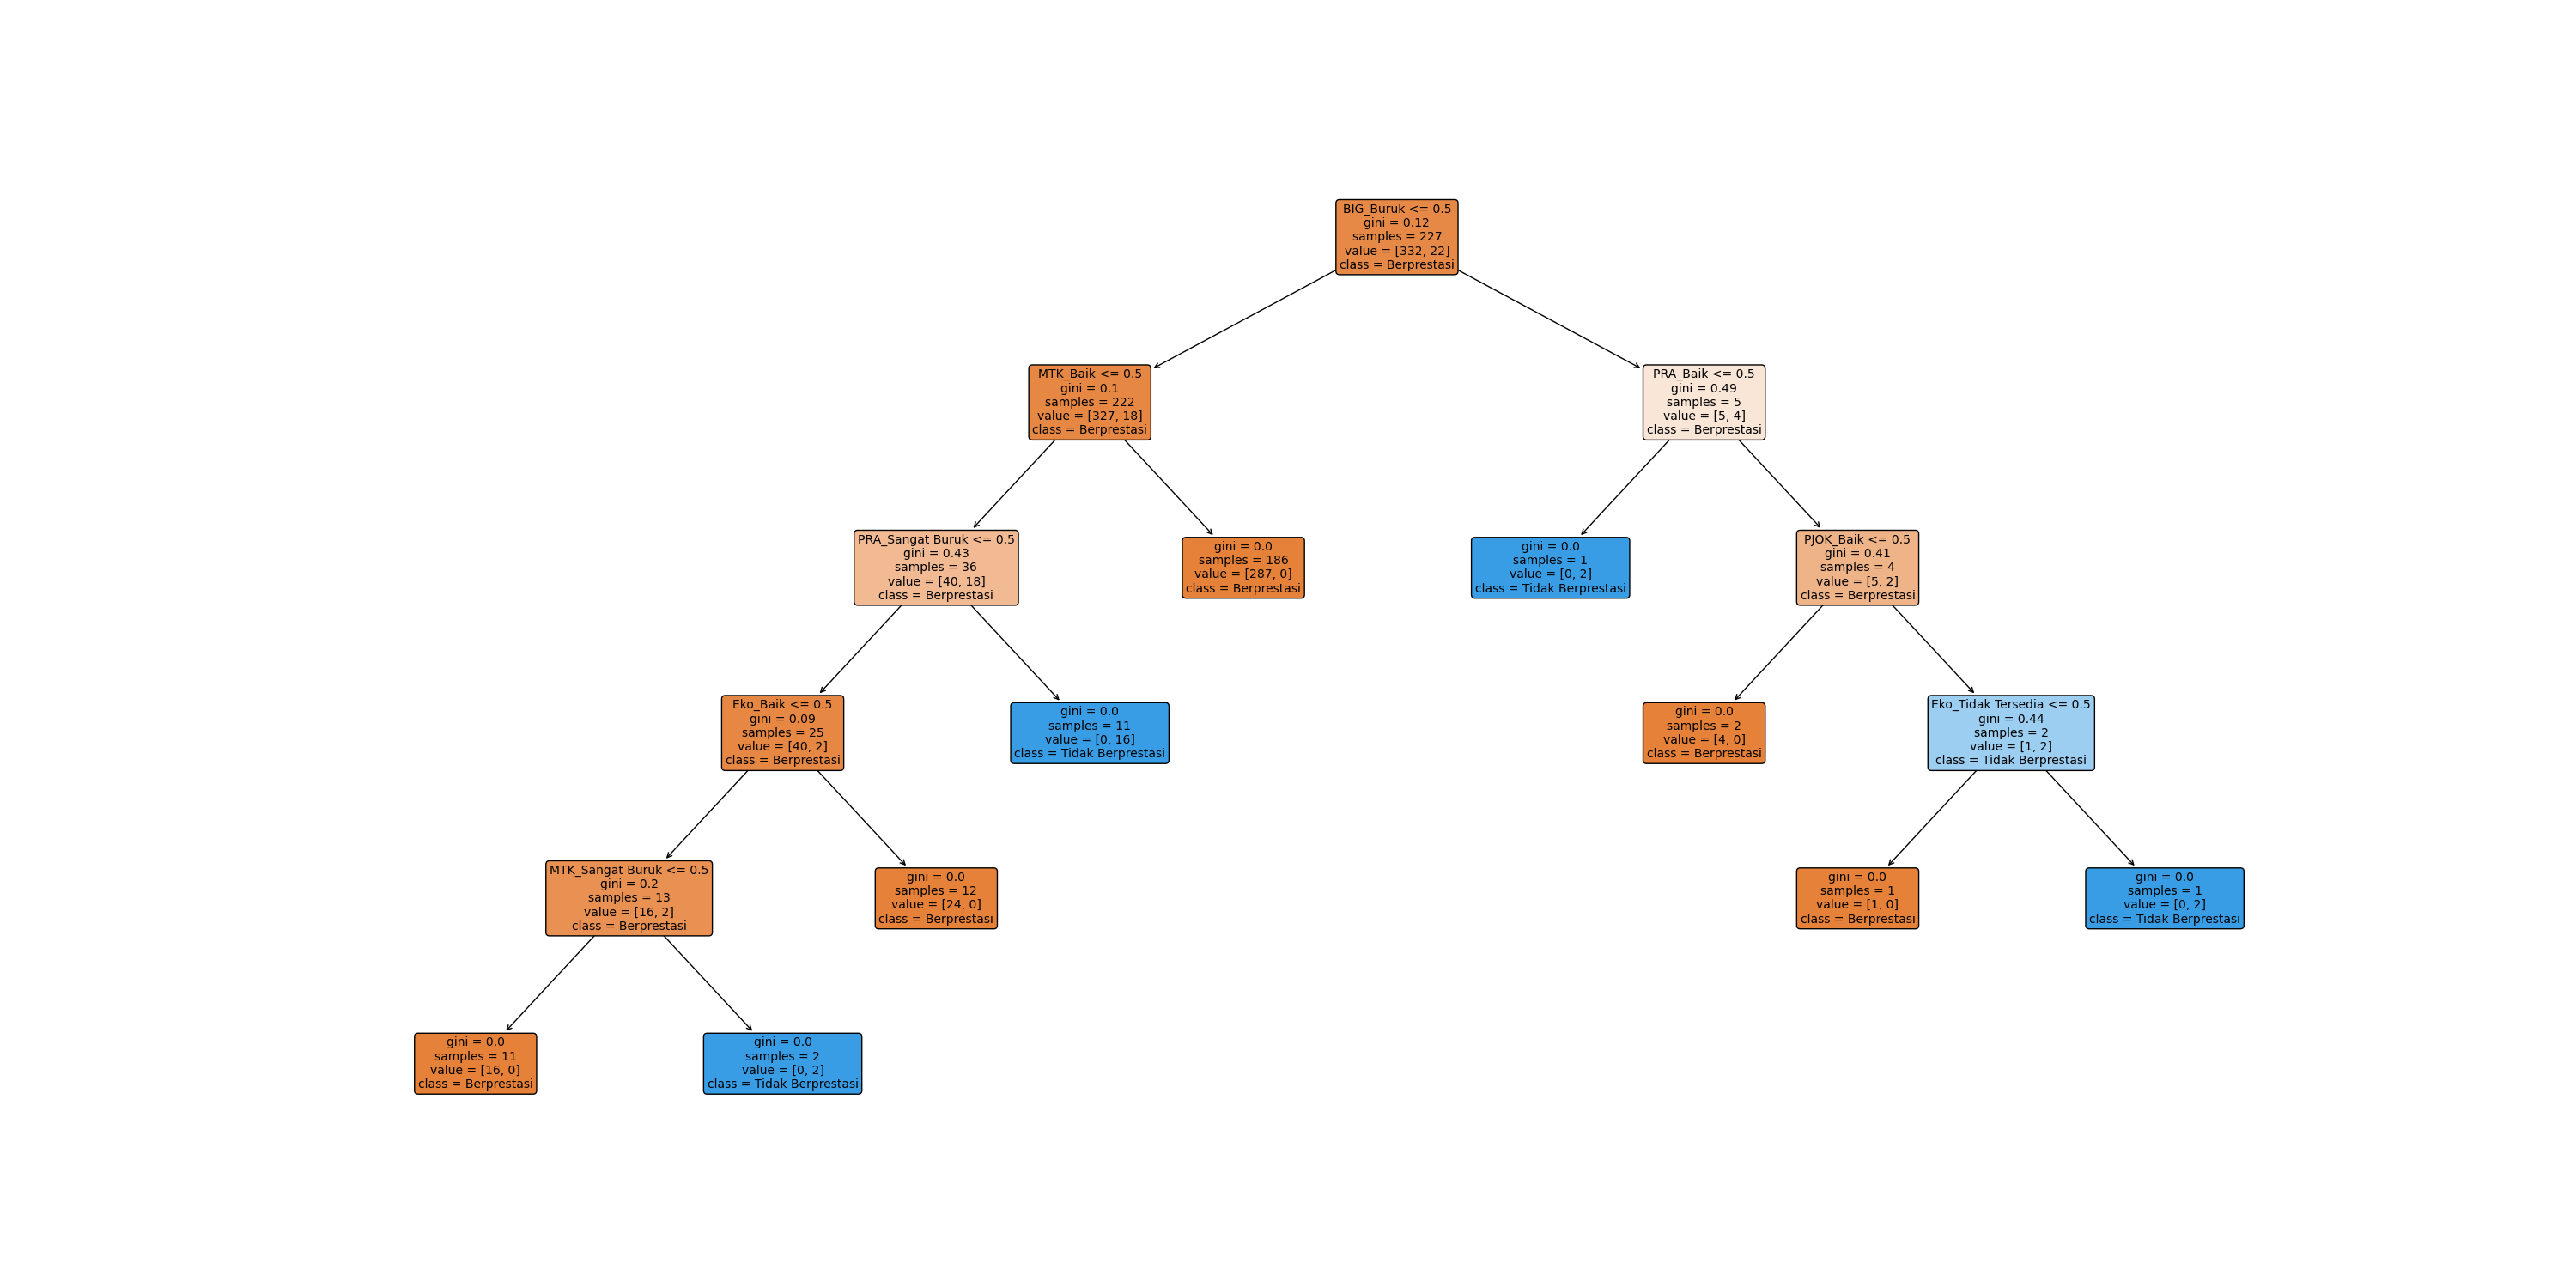 BIG_Buruk <= 0.5
gini = 0.12
samples = 227
value = [332, 22]
class = Berprestasi
MTK_Baik <= 0.5
gini = 0.1
samples = 222
value = [327, 18]
class = Berprestasi
PRA_Baik <= 0.5
gini = 0.49
samples = 5
value = [5, 4]
class = Berprestasi
PRA_Sangat Buruk <= 0.5
gini = 0.43
samples = 36
value = [40, 18]
class = Berprestasi
gini = 0.0
samples = 186
value = [287, 0]
class = Berprestasi
gini = 0.0
samples = 1
value = [0, 2]
class = Tidak Berprestasi
PJOK_Baik <= 0.5
gini = 0.41
samples = 4
value = [5, 2]
class = Berprestasi
Eko_Baik <= 0.5
gini = 0.09
samples = 25
value = [40, 2]
class = Berprestasi
gini = 0.0
samples = 11
value = [0, 16]
class = Tidak Berprestasi
gini = 0.0
samples = 2
value = [4, 0]
class = Berprestasi
Eko_Tidak Tersedia <= 0.5
gini = 0.44
samples = 2
value = [1, 2]
class = Tidak Berprestasi
MTK_Sangat Buruk <= 0.5
gini = 0.2
samples = 13
value = [16, 2]
class = Berprestasi
gini = 0.0
samples = 12
value = [24, 0]
class = Berprestasi
gini = 0.0
samples = 1
value = [1, 0]
class = Berprestasi
gini = 0.0
samples = 1
value = [0, 2]
class = Tidak Berprestasi
gini = 0.0
samples = 11
value = [16, 0]
class = Berprestasi
gini = 0.0
samples = 2
value = [0, 2]
class = Tidak Berprestasi